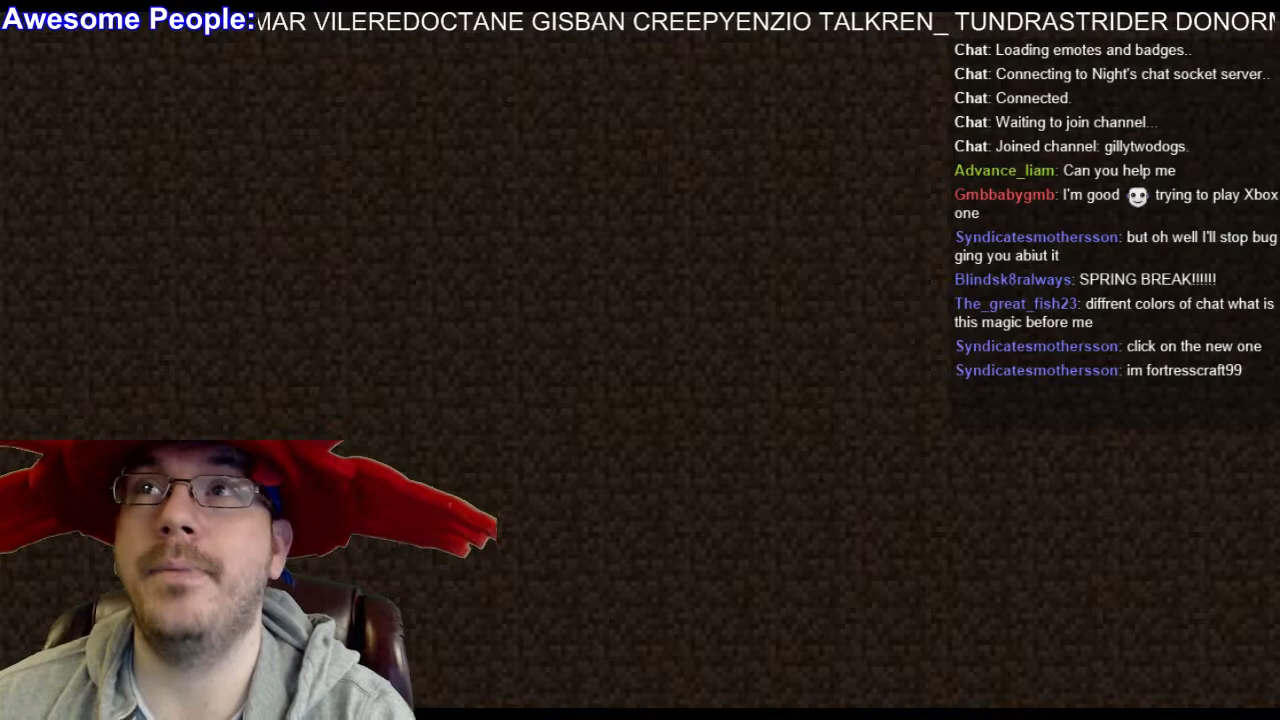 Awesome People: MAR VILEREDOCTANE GISBAN CREEPYENZIO TALKREN_ TUNDRASTRIDER DONORM
Chat: Loading emotes and badges..
Chat: Connecting to Night's chat socket server..
Chat: Connected.
Chat: Waiting to join channel...
Chat: Joined channel: gillytwodogs.
Advance_liam: Can you help me
Gmbbabygmb: I'm good trying to play Xbox
one
Syndicatesmothersson: but oh well I'll stop bug
ging you abiut it
Blindsk8ralways: SPRING BREAK!!!!!!
The_great_fish23: diffrent colors of chat what is
this magic before me
Syndicatesmothersson: click on the new one
Syndicatesmothersson: im fortresscraft99